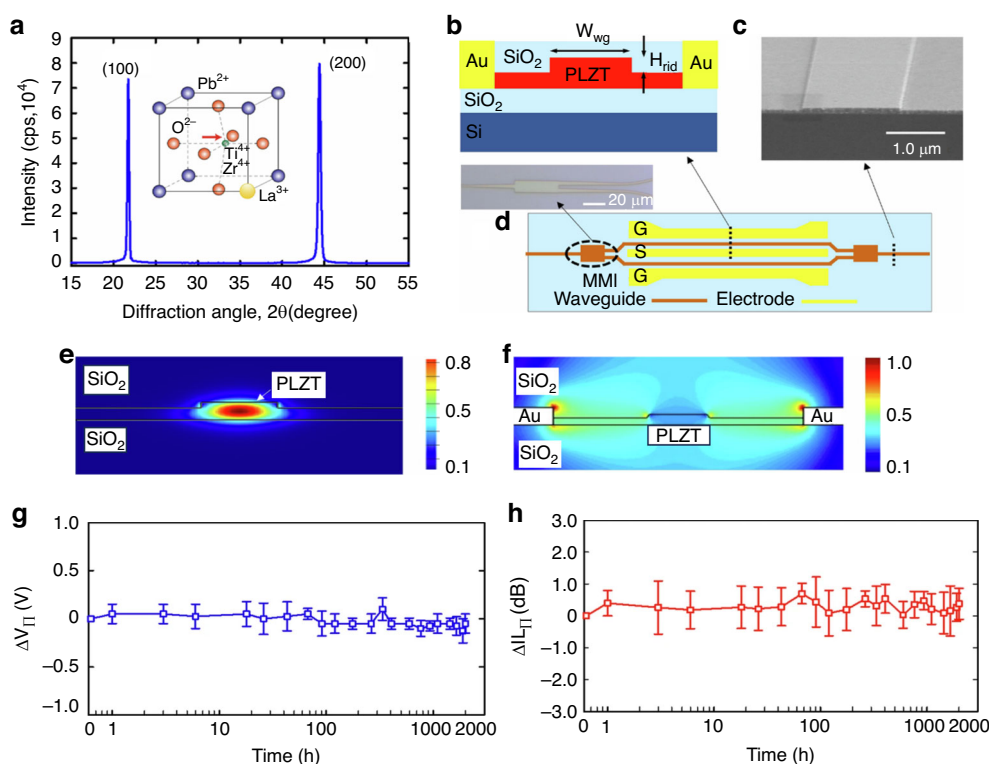 a
Intensity (cps, 10⁴)
9
8
7
6
5
4
3
2
1
0
(100)
(200)
Pb²⁺
O²⁻
Ti⁴⁺
Zr⁴⁺
La³⁺
15 20 25 30 35 40 45 50 55
Diffraction angle, 2θ(degree)
b
W_wg
Au
SiO₂
PLZT
H_rid
Au
SiO₂
Si
c
1.0 μm
20 μm
d
G
S
G
MMI
Waveguide
Electrode
e
SiO₂
PLZT
SiO₂
0.8
0.5
0.1
f
SiO₂
Au
Au
PLZT
SiO₂
1.0
0.5
0.1
g
ΔV_Π (V)
1.0
0.5
0
−0.5
−1.0
0 1 10 100 1000 2000
Time (h)
h
ΔIL_Π (dB)
3.0
2.0
1.0
0.0
−1.0
−2.0
−3.0
0 1 10 100 1000 2000
Time (h)